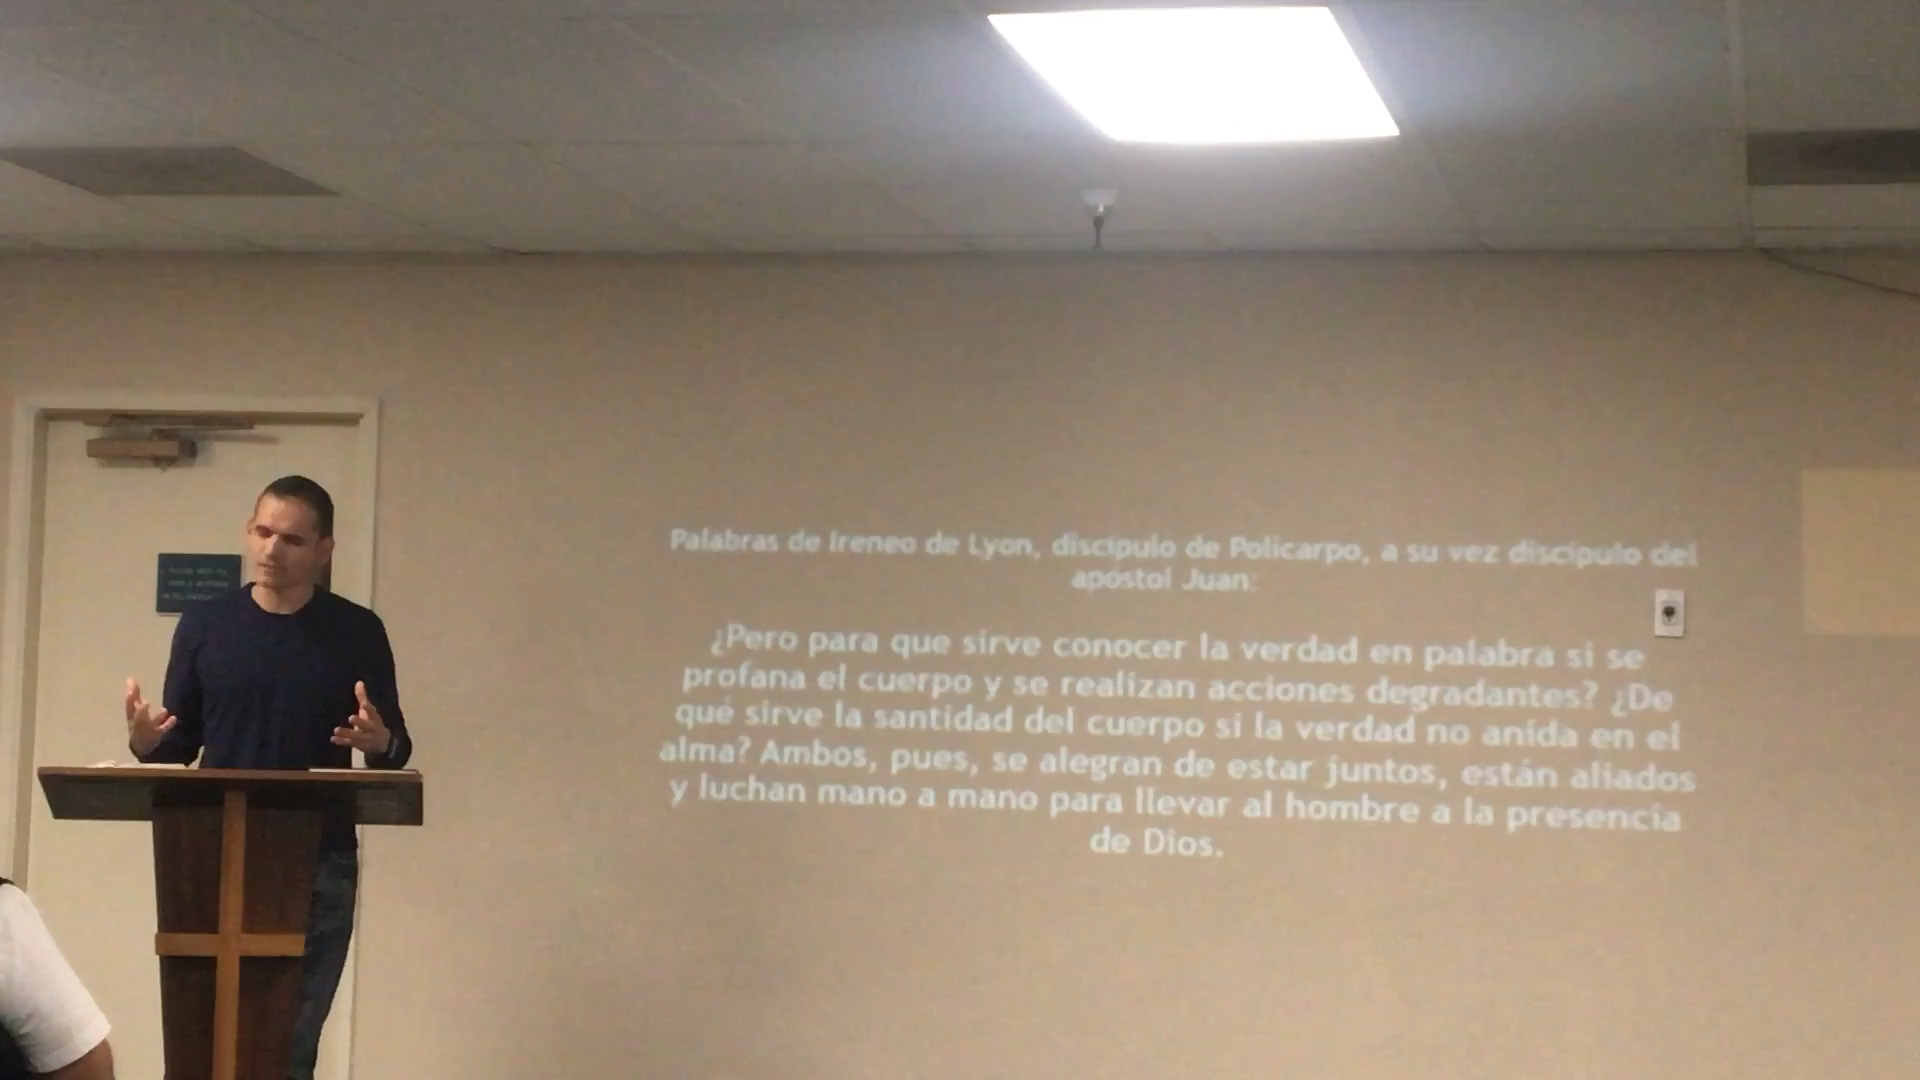 Palabras de Ireneo de Lyon, discípulo de Policarpo, a su vez discípulo del
apóstol Juan:
¿Pero para que sirve conocer la verdad en palabra si se
profana el cuerpo y se realizan acciones degradantes? ¿De
qué sirve la santidad del cuerpo si la verdad no anida en el
alma? Ambos, pues, se alegran de estar juntos, están aliados
y luchan mano a mano para llevar al hombre a la presencia
de Dios.